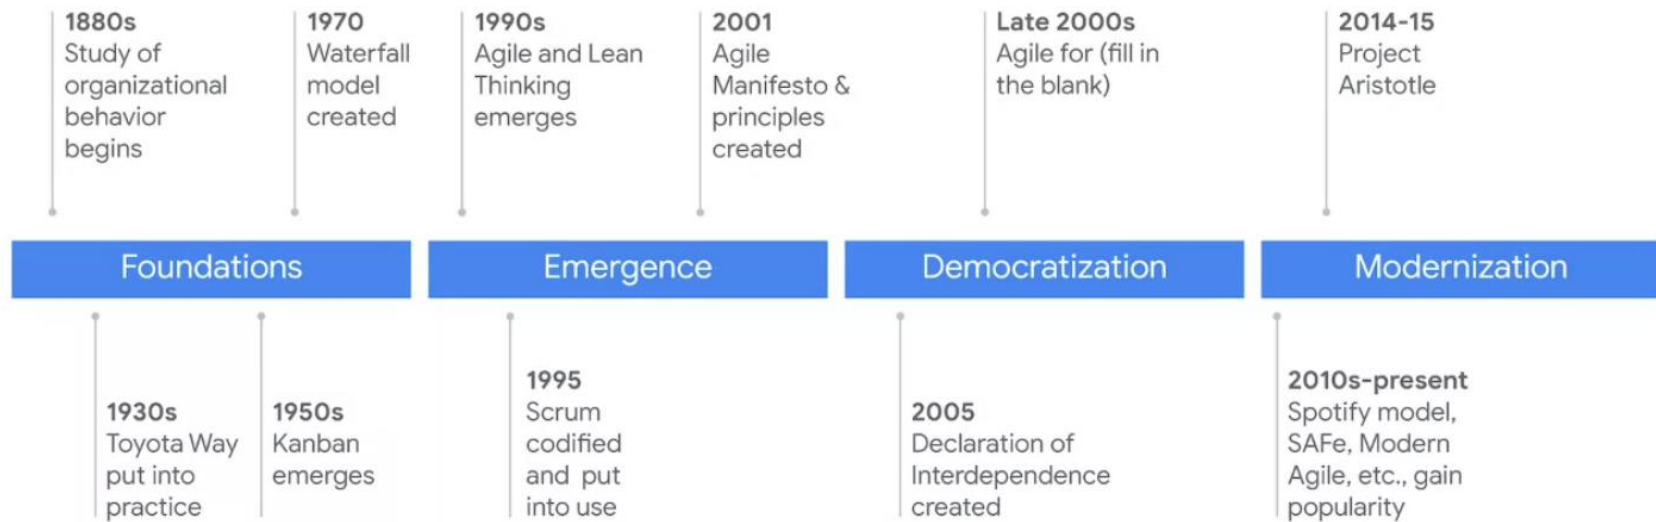 1880s
Study of
organizational
behavior
begins
1970
Waterfall
model
created
1990s
Agile and Lean
Thinking
emerges
2001
Agile
Manifesto &
principles
created
Late 2000s
Agile for (fill in
the blank)
2014-15
Project
Aristotle
Foundations
Emergence
Democratization
Modernization
1930s
Toyota Way
put into
practice
1950s
Kanban
emerges
1995
Scrum
codified
and put
into use
2005
Declaration of
Interdependence
created
2010s-present
Spotify model,
SAFe, Modern
Agile, etc., gain
popularity